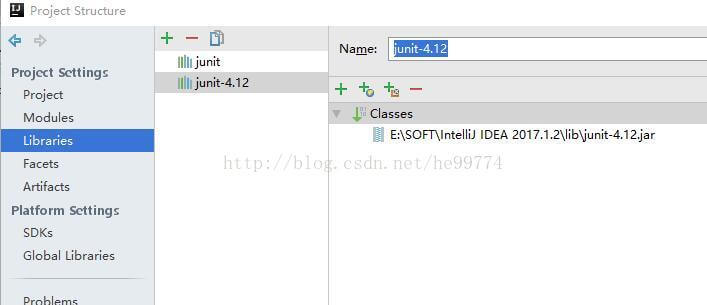 Project Structure
Project Settings
Project
Modules
Libraries
Facets
Artifacts
Platform Settings
SDKs
Global Libraries
Problems
junit
junit-4.12
Name: junit-4.12
Classes
E:\SOFT\IntelliJ IDEA 2017.1.2\lib\junit-4.12.jar
http://blog.csdn.net/he99774